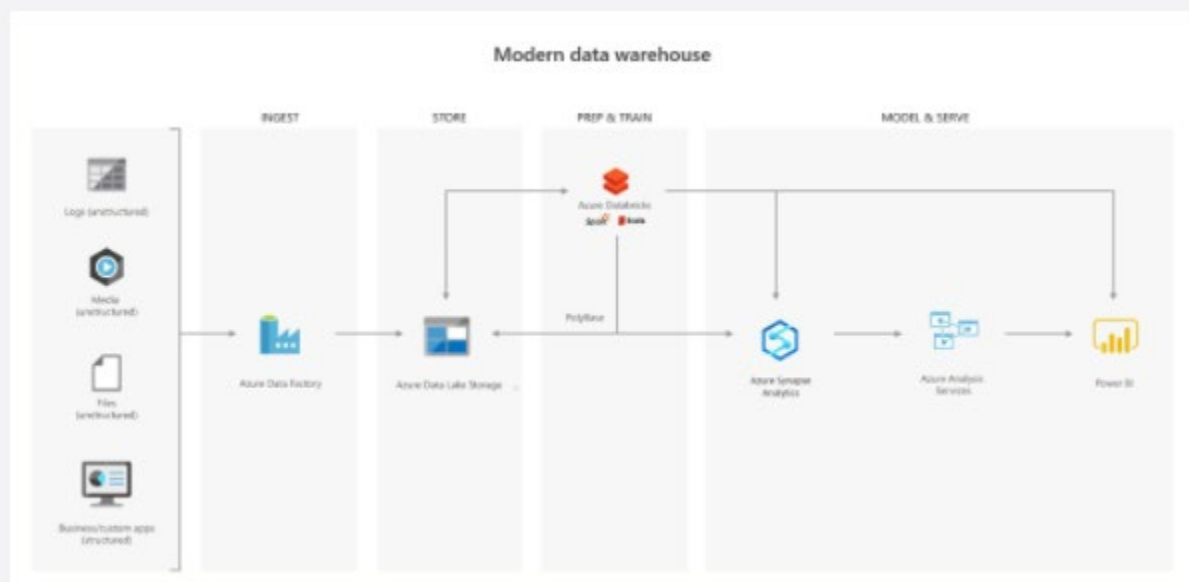 Modern data warehouse
INGEST
STORE
PREP & TRAIN
MODEL & SERVE
Logs (unstructured)
Media
(unstructured)
Files
(unstructured)
Business/custom apps
(structured)
Azure Data Factory
Azure Data Lake Storage
Azure Databricks
Spark
PolyBase
Azure Synapse
Analytics
Azure Analysis
Services
Power BI